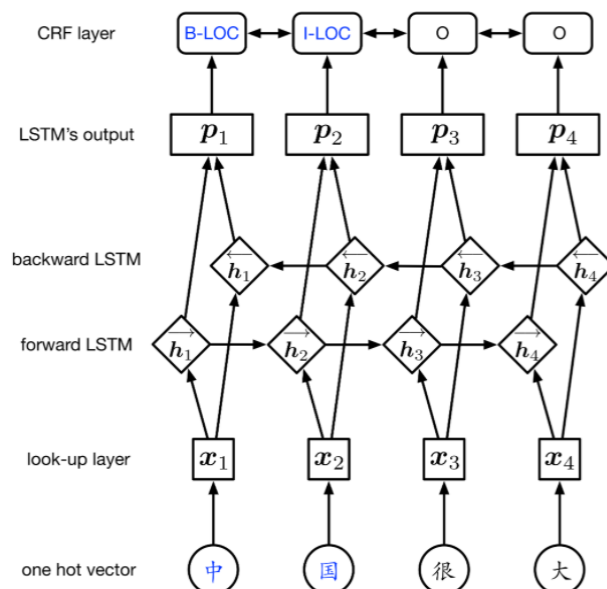 CRF layer B-LOC I-LOC O O
LSTM's output p₁ p₂ p₃ p₄
backward LSTM ←h₁ ←h₂ ←h₃ ←h₄
forward LSTM →h₁ →h₂ →h₃ →h₄
look-up layer x₁ x₂ x₃ x₄
one hot vector 中 国 很 大